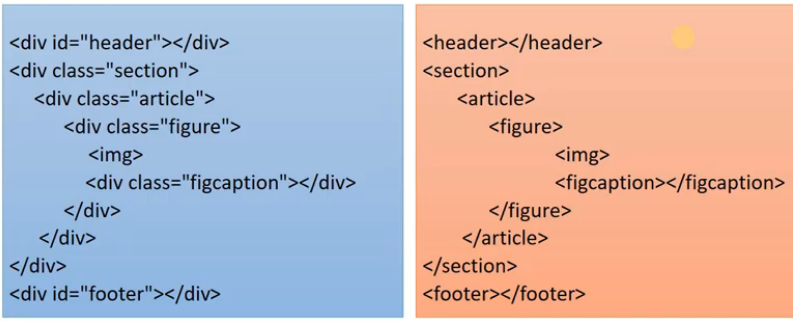 <div id="header"></div>
<div class="section">
<div class="article">
<div class="figure">
<img>
<div class="figcaption"></div>
</div>
</div>
</div>
<div id="footer"></div>
<header></header>
<section>
<article>
<figure>
<img>
<figcaption></figcaption>
</figure>
</article>
</section>
<footer></footer>